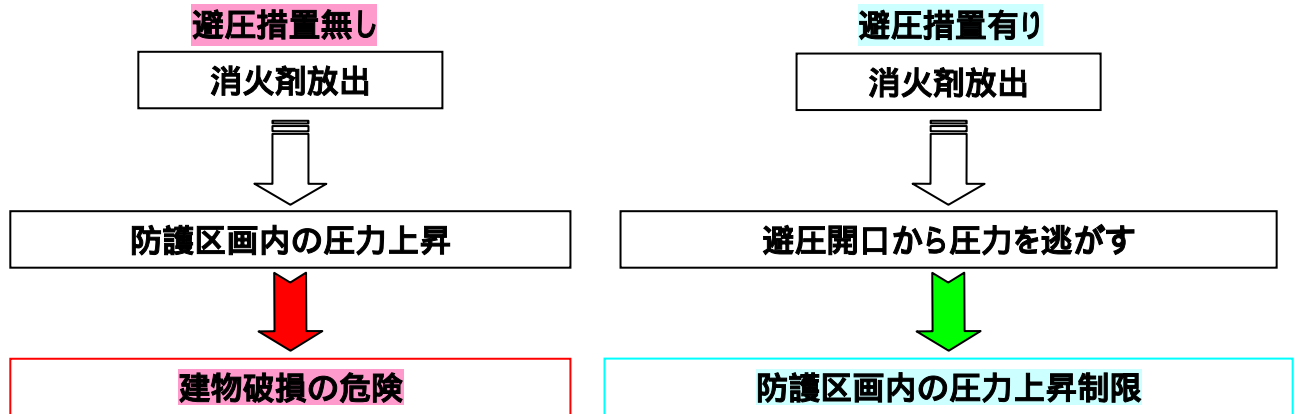 避圧措置無し
消火剤放出
防護区画内の圧力上昇
建物破損の危険
避圧措置有り
消火剤放出
避圧開口から圧力を逃がす
防護区画内の圧力上昇制限